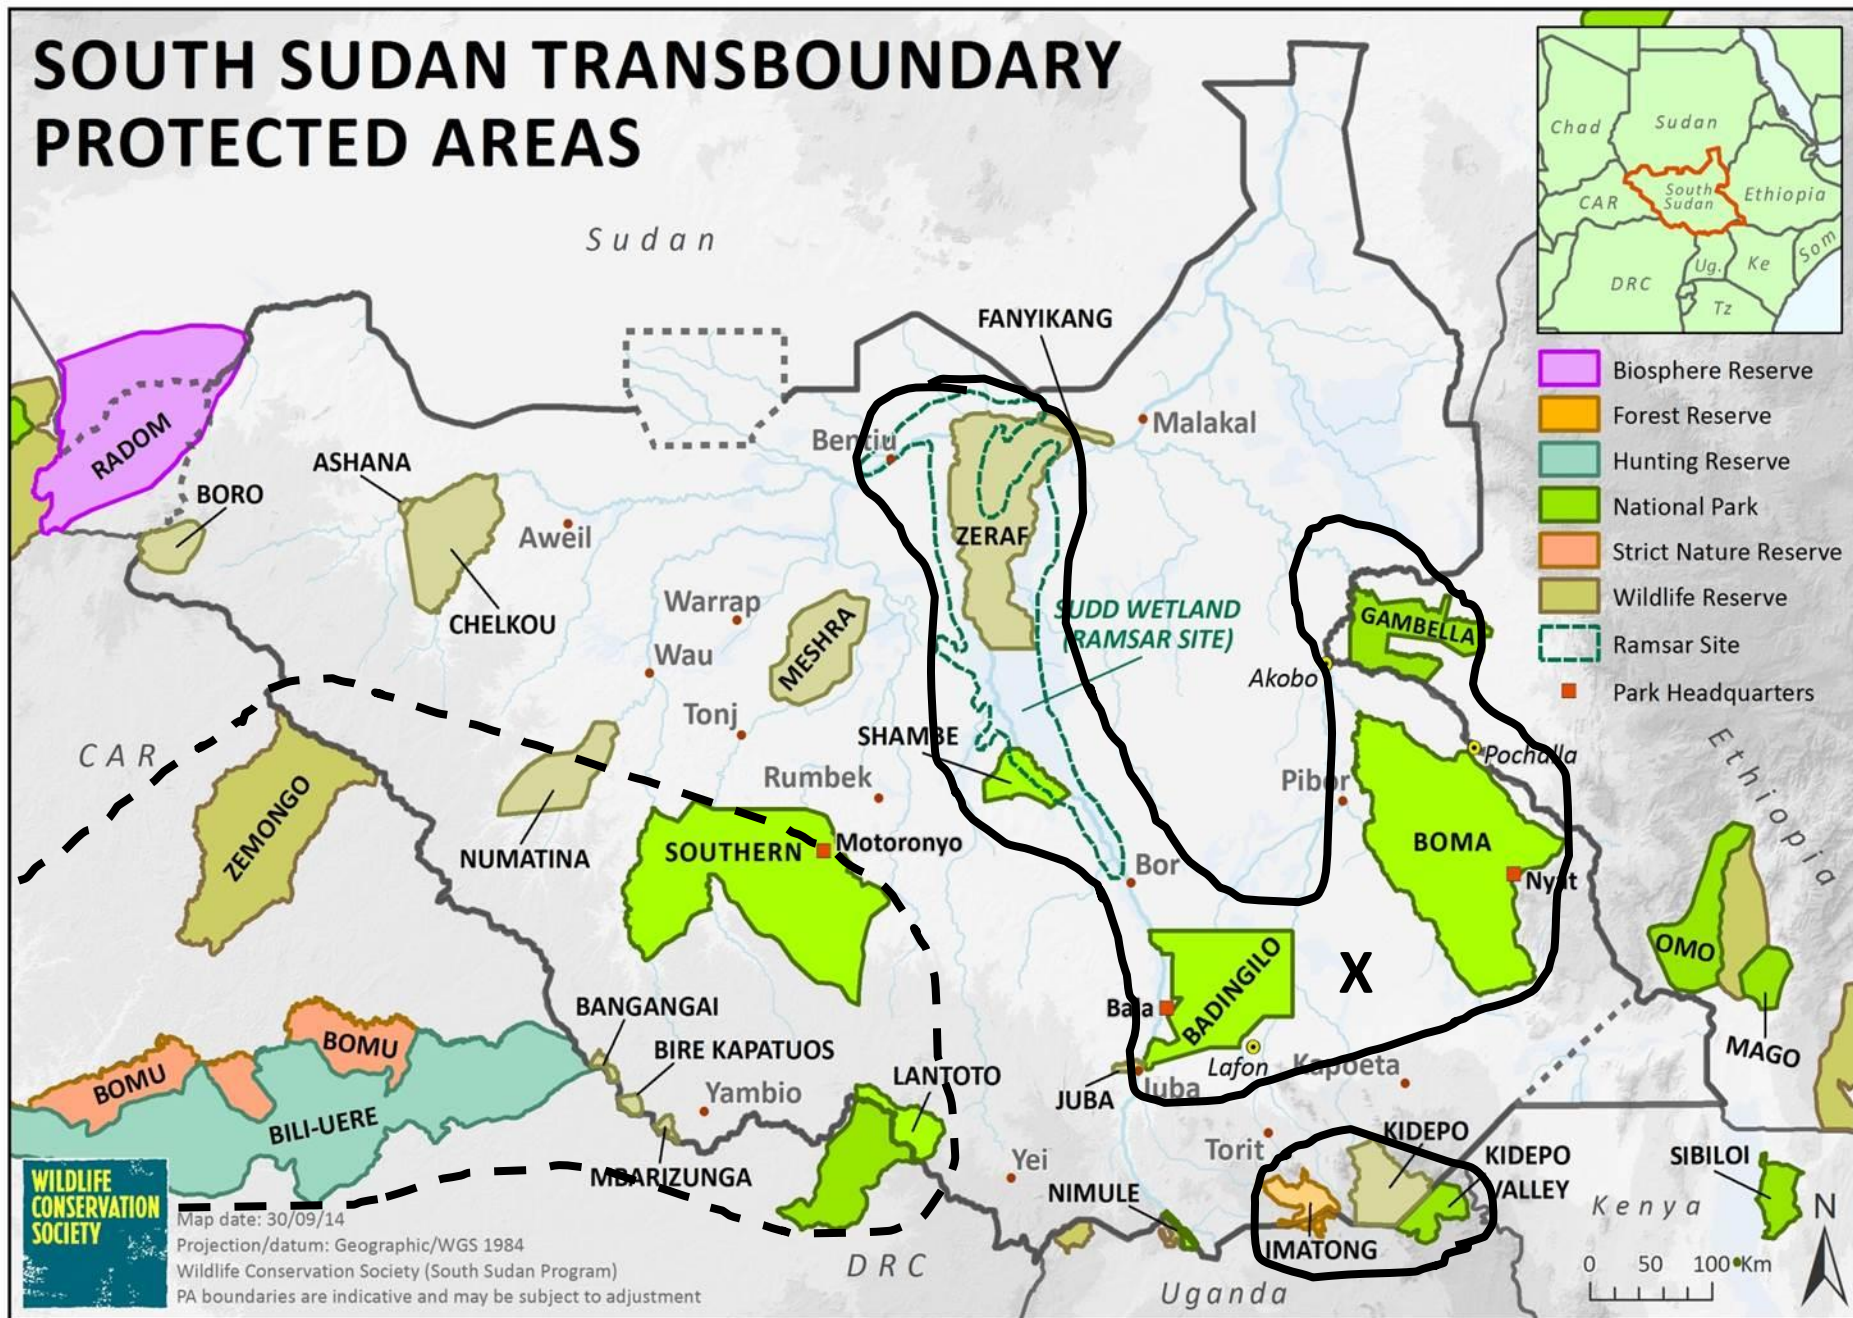 SOUTH SUDAN TRANSBOUNDARY
PROTECTED AREAS
Chad
Sudan
CAR
South
Sudan
Ethiopia
DRC
Ug.
Ke
Som
Tz
Sudan
FANYIKANG
Biosphere Reserve
Forest Reserve
Hunting Reserve
National Park
Strict Nature Reserve
Wildlife Reserve
Ramsar Site
Park Headquarters
RADOM
Bentiu
Malakal
ASHANA
BORO
Aweil
ZERAF
CHELKOU
Warrap
MESHRA
SUDD WETLAND
(RAMSAR SITE)
GAMBELLA
Wau
Akobo
Tonj
SHAMBE
CAR
Pochalla
Ethiopia
Rumbek
Pibor
ZEMONGO
NUMATINA
SOUTHERN
Motoronyo
BOMA
Bor
Nyat
OMO
X
BADINGILO
BANGANGAI
BOMU
BOMU
BIRE KAPATUOS
LANTOTO
Lafon
Kapoeta
MAGO
Yambio
JUBA
Juba
BILI-UERE
MBARIZUNGA
Yei
Torit
KIDEPO
KIDEPO
VALLEY
SIBILOI
NIMULE
IMATONG
Kenya
N
WILDLIFE
CONSERVATION
SOCIETY
Map date: 30/09/14
Projection/datum: Geographic/WGS 1984
Wildlife Conservation Society (South Sudan Program)
PA boundaries are indicative and may be subject to adjustment
DRC
Uganda
0 50 100 Km